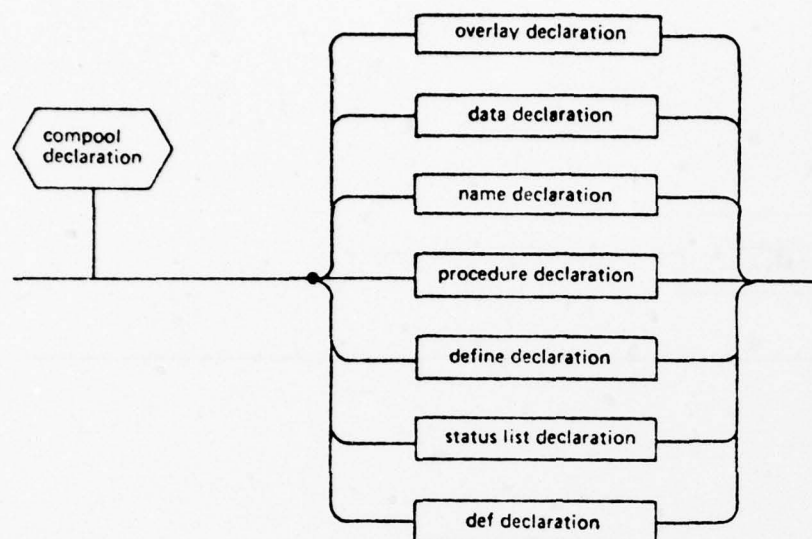 overlay declaration
compool
declaration
data declaration
name declaration
procedure declaration
define declaration
status list declaration
def declaration